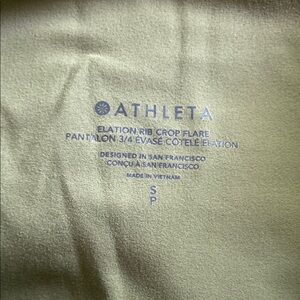 ATHLETA
ELATION RIB CROP FLARE
PANTALON 3/4 ÉVASÉ CÔTELÉ ELATION
DESIGNED IN SAN FRANCISCO
CONÇU À SAN FRANCISCO
MADE IN VIETNAM
S
P